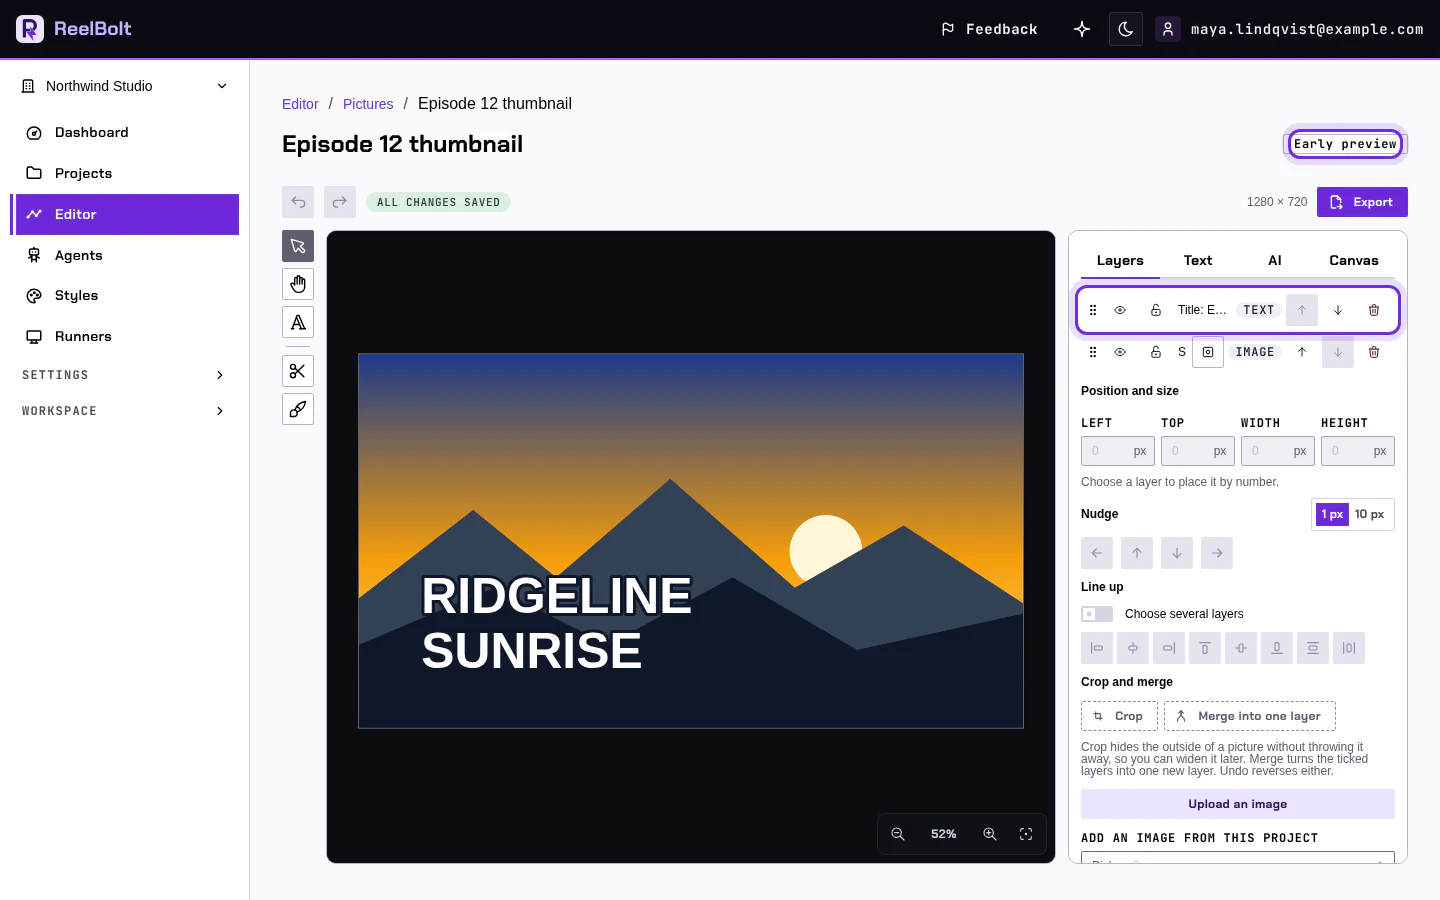 ReelBolt
Feedback
maya.lindqvist@example.com
Northwind Studio
Dashboard
Projects
Editor
Agents
Styles
Runners
SETTINGS
WORKSPACE
Editor / Pictures / Episode 12 thumbnail
Episode 12 thumbnail
Early preview
ALL CHANGES SAVED
1280 × 720
Export
RIDGELINE
SUNRISE
52%
Layers Text AI Canvas
Title: E… TEXT
S IMAGE
Position and size
LEFT TOP WIDTH HEIGHT
0 px 0 px 0 px 0 px
Choose a layer to place it by number.
Nudge
1 px 10 px
Line up
Choose several layers
Crop and merge
Crop Merge into one layer
Crop hides the outside of a picture without throwing it
away, so you can widen it later. Merge turns the ticked
layers into one new layer. Undo reverses either.
Upload an image
ADD AN IMAGE FROM THIS PROJECT